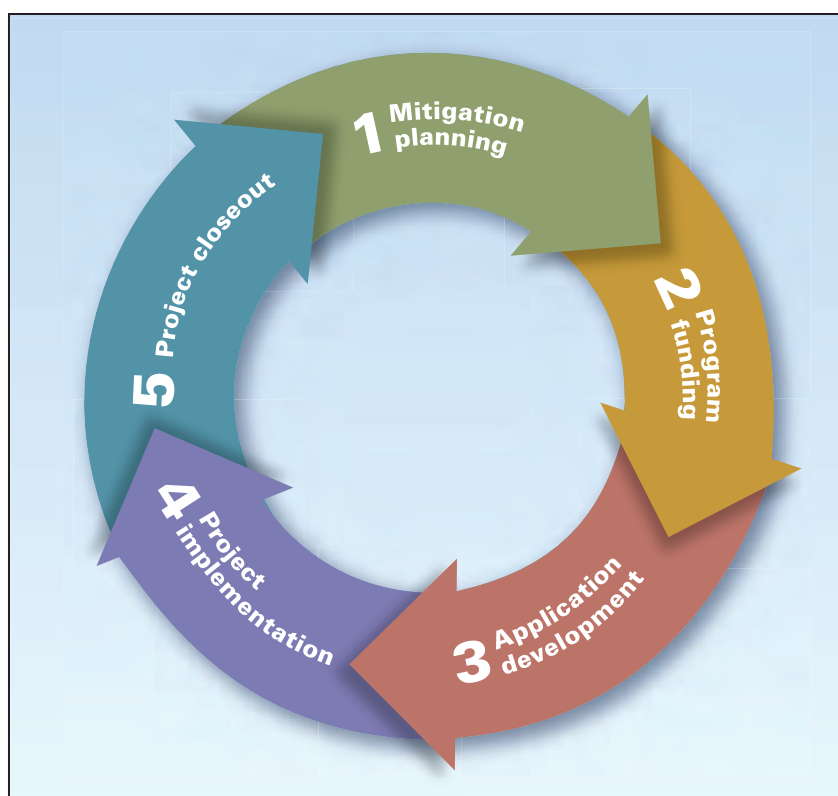 1 Mitigation
planning
2 Program
funding
3 Application
development
4 Project
implementation
5 Project closeout